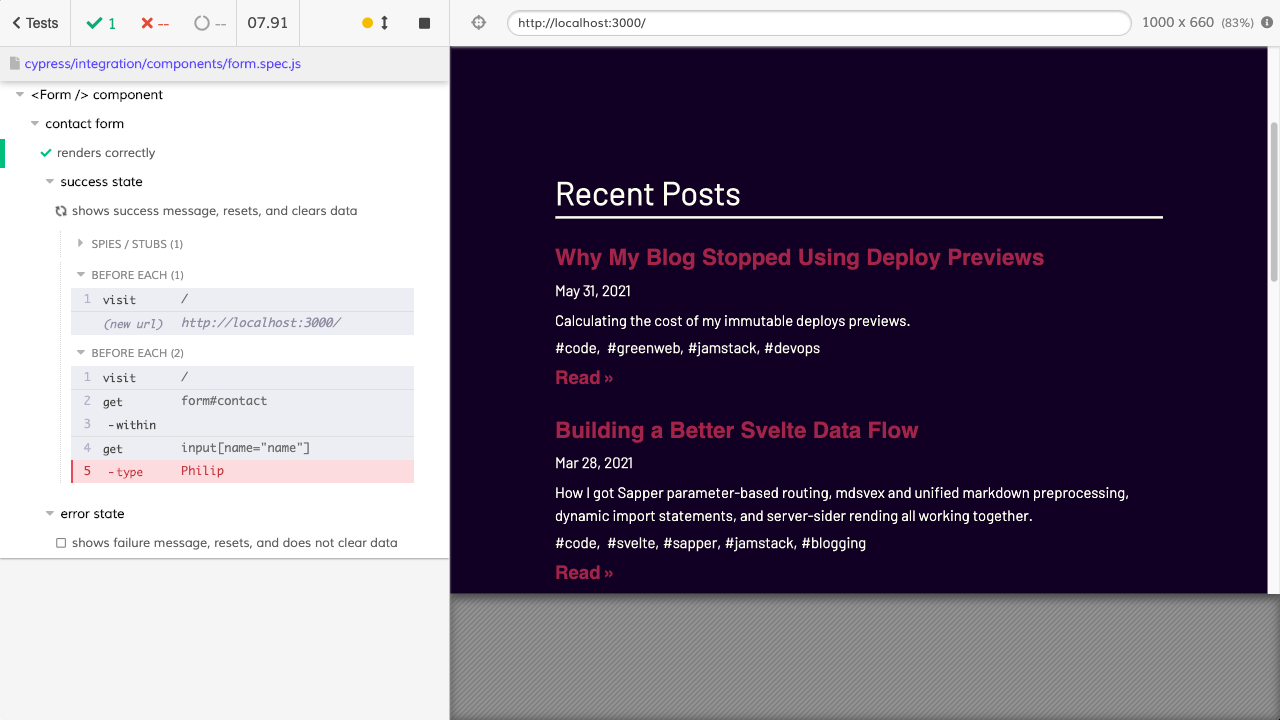 Tests 1 -- -- 07.91 http://localhost:3000/ 1000 x 660 (83%)
cypress/integration/components/form.spec.js
<Form /> component
contact form
renders correctly
success state
shows success message, resets, and clears data
SPIES / STUBS (1)
BEFORE EACH (1)
1 visit /
(new url) http://localhost:3000/
BEFORE EACH (2)
1 visit /
2 get form#contact
3 -within
4 get input[name="name"]
5 -type Philip
error state
shows failure message, resets, and does not clear data
Recent Posts
Why My Blog Stopped Using Deploy Previews
May 31, 2021
Calculating the cost of my immutable deploys previews.
#code, #greenweb, #jamstack, #devops
Read »
Building a Better Svelte Data Flow
Mar 28, 2021
How I got Sapper parameter-based routing, mdsvex and unified markdown preprocessing,
dynamic import statements, and server-sider rending all working together.
#code, #svelte, #sapper, #jamstack, #blogging
Read »